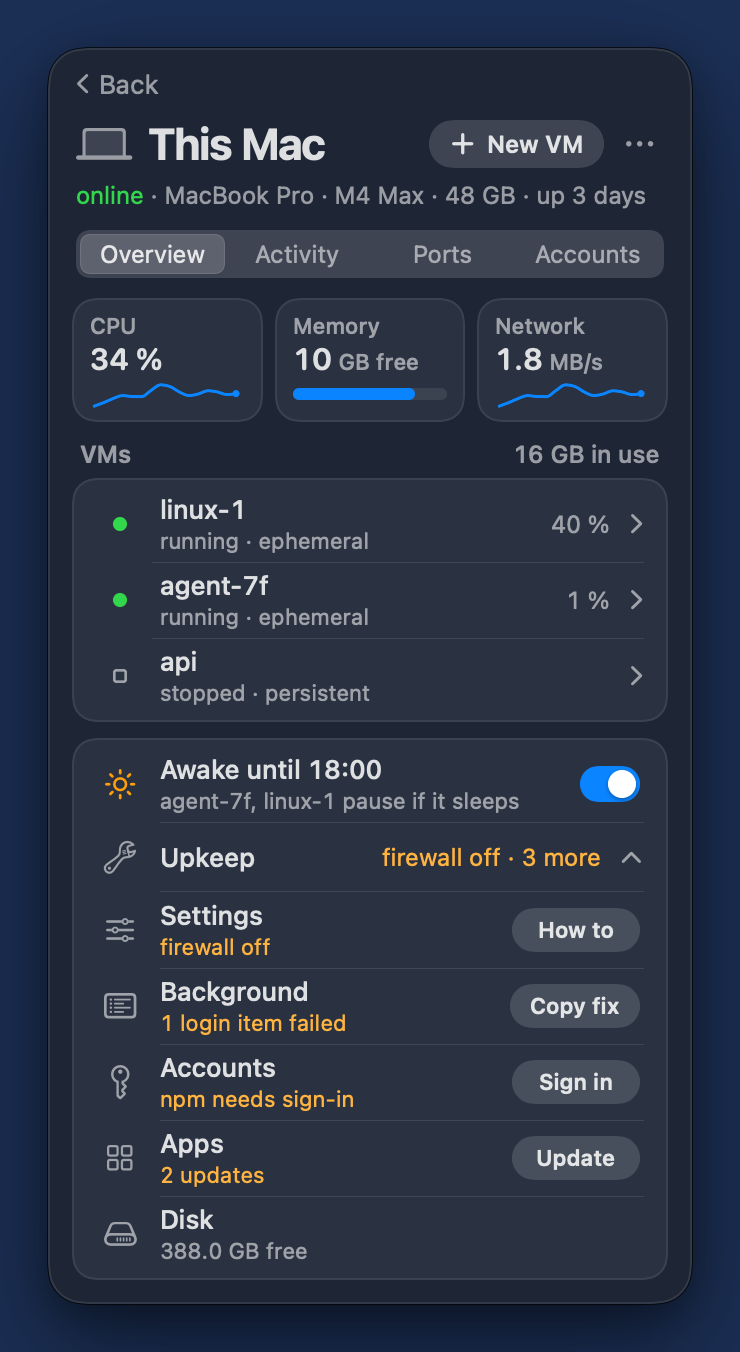 Back
This Mac
New VM
online · MacBook Pro · M4 Max · 48 GB · up 3 days
Overview Activity Ports Accounts
CPU
34 %
Memory
10 GB free
Network
1.8 MB/s
VMs 16 GB in use
linux-1
running · ephemeral
40 %
agent-7f
running · ephemeral
1 %
api
stopped · persistent
Awake until 18:00
agent-7f, linux-1 pause if it sleeps
Upkeep firewall off · 3 more
Settings
firewall off
How to
Background
1 login item failed
Copy fix
Accounts
npm needs sign-in
Sign in
Apps
2 updates
Update
Disk
388.0 GB free